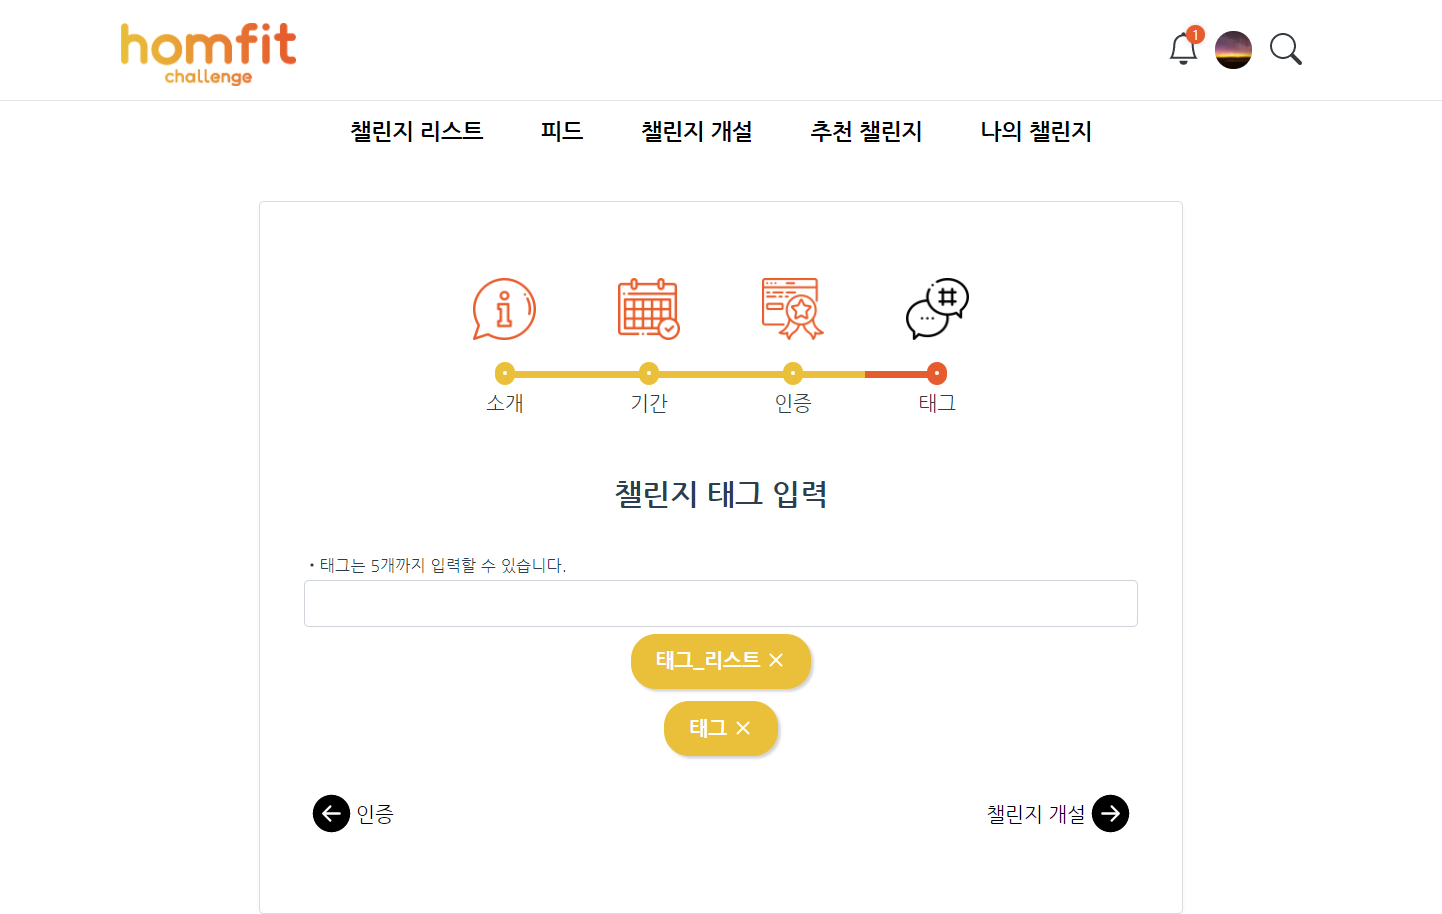 homfit
challenge
1
챌린지 리스트 피드 챌린지 개설 추천 챌린지 나의 챌린지
소개 기간 인증 태그
챌린지 태그 입력
• 태그는 5개까지 입력할 수 있습니다.
태그_리스트 ×
태그 ×
인증 챌린지 개설